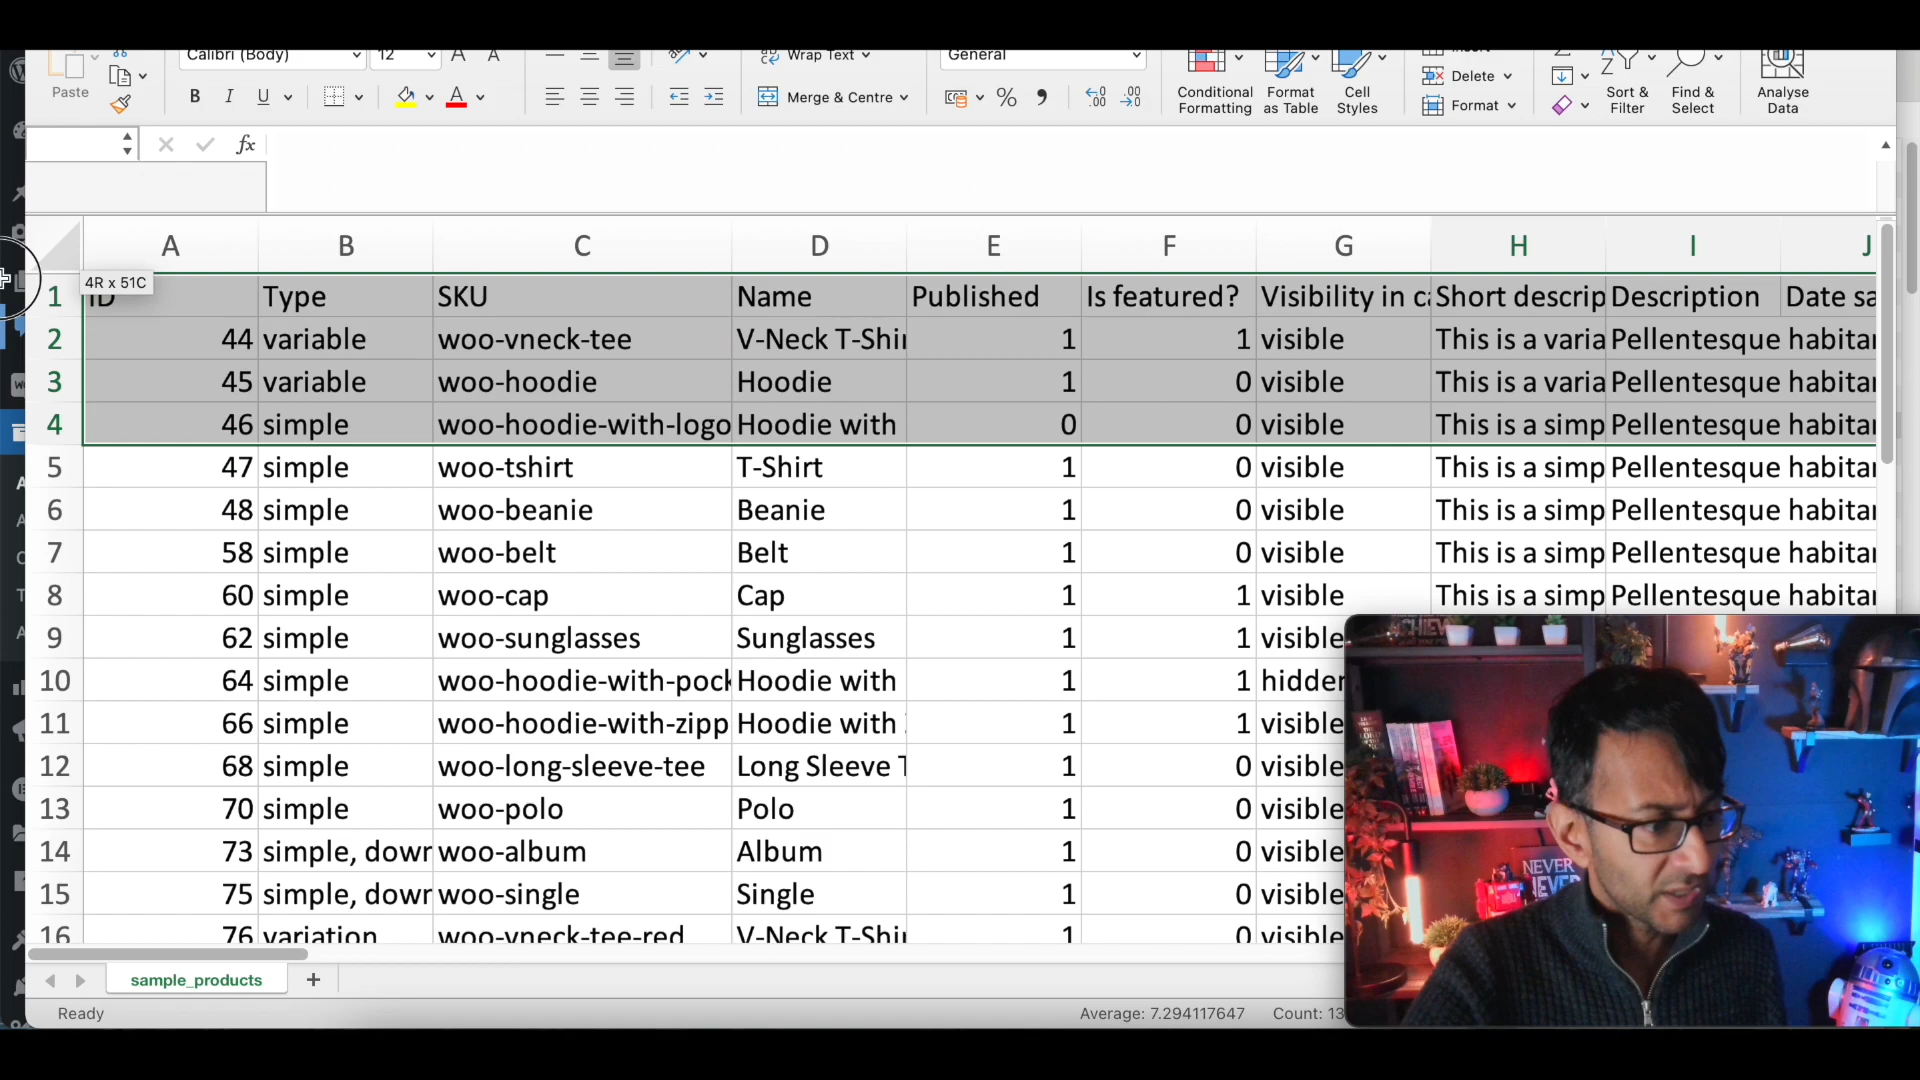 Calibri (Body) 12 A A Wrap Text General
Paste B I U Merge & Centre % Conditional Formatting Format as Table Cell Styles Delete Format Sort & Filter Find & Select Analyse Data
fx
A B C D E F G H I J
4R x 51C
1 ID Type SKU Name Published Is featured? Visibility in ca Short descrip Description Date sa
2 44 variable woo-vneck-tee V-Neck T-Shir 1 1 visible This is a varia Pellentesque habitar
3 45 variable woo-hoodie Hoodie 1 0 visible This is a varia Pellentesque habitar
4 46 simple woo-hoodie-with-logo Hoodie with 0 0 visible This is a simp Pellentesque habitar
5 47 simple woo-tshirt T-Shirt 1 0 visible This is a simp Pellentesque habitar
6 48 simple woo-beanie Beanie 1 0 visible This is a simp Pellentesque habitar
7 58 simple woo-belt Belt 1 0 visible This is a simp Pellentesque habitar
8 60 simple woo-cap Cap 1 1 visible This is a simp Pellentesque habitar
9 62 simple woo-sunglasses Sunglasses 1 1 visible
10 64 simple woo-hoodie-with-pock Hoodie with 1 1 hidden
11 66 simple woo-hoodie-with-zipp Hoodie with 1 1 visible
12 68 simple woo-long-sleeve-tee Long Sleeve T 1 0 visible
13 70 simple woo-polo Polo 1 0 visible
14 73 simple, down woo-album Album 1 0 visible
15 75 simple, down woo-single Single 1 0 visible
16 76 variation woo-vneck-tee-red V-Neck T-Shir 1 0 visible
NEVER
NEVER
sample_products +
Ready Average: 7.294117647 Count: 13